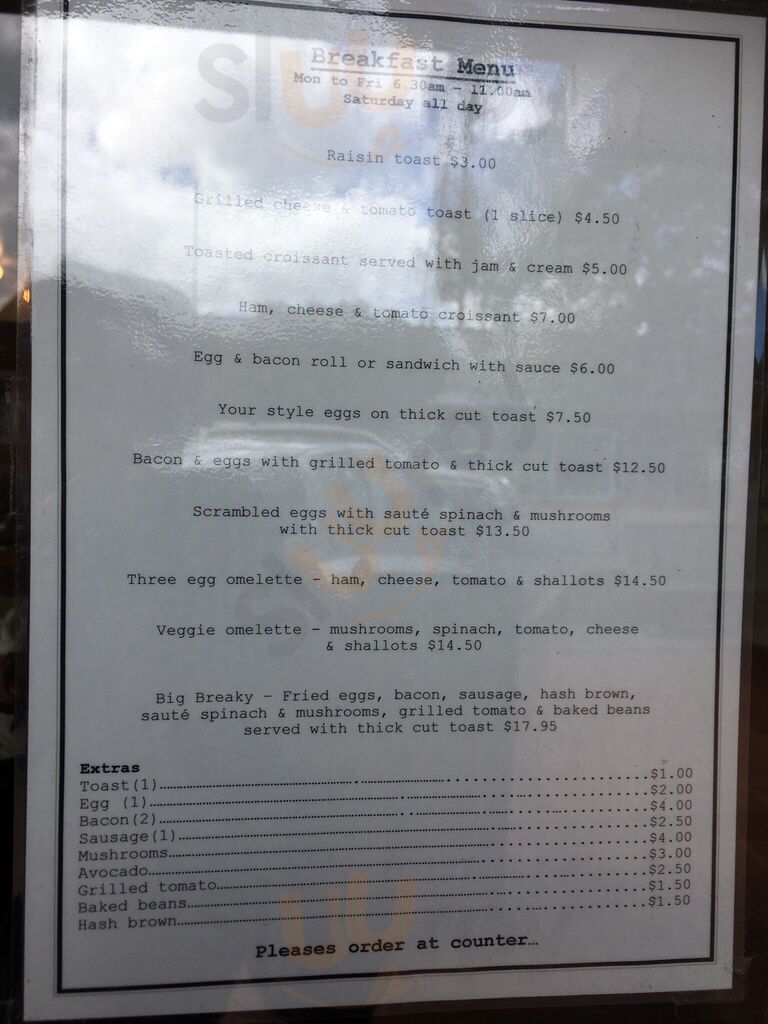 Breakfast Menu
Mon to Fri 6.30am - 11.00am
Saturday all day
Raisin toast $3.00
Grilled cheese & tomato toast (1 slice) $4.50
Toasted croissant served with jam & cream $5.00
Ham, cheese & tomato croissant $7.00
Egg & bacon roll or sandwich with sauce $6.00
Your style eggs on thick cut toast $7.50
Bacon & eggs with grilled tomato & thick cut toast $12.50
Scrambled eggs with sauté spinach & mushrooms
with thick cut toast $13.50
Three egg omelette - ham, cheese, tomato & shallots $14.50
Veggie omelette - mushrooms, spinach, tomato, cheese
& shallots $14.50
Big Breaky - Fried eggs, bacon, sausage, hash brown,
sauté spinach & mushrooms, grilled tomato & baked beans
served with thick cut toast $17.95
Extras
Toast(1)..........$1.00
Egg (1)..........$2.00
Bacon(2)..........$4.00
Sausage(1)..........$2.50
Mushrooms..........$4.00
Avocado..........$3.00
Grilled tomato..........$2.50
Baked beans..........$1.50
Hash brown..........$1.50
Pleases order at counter…